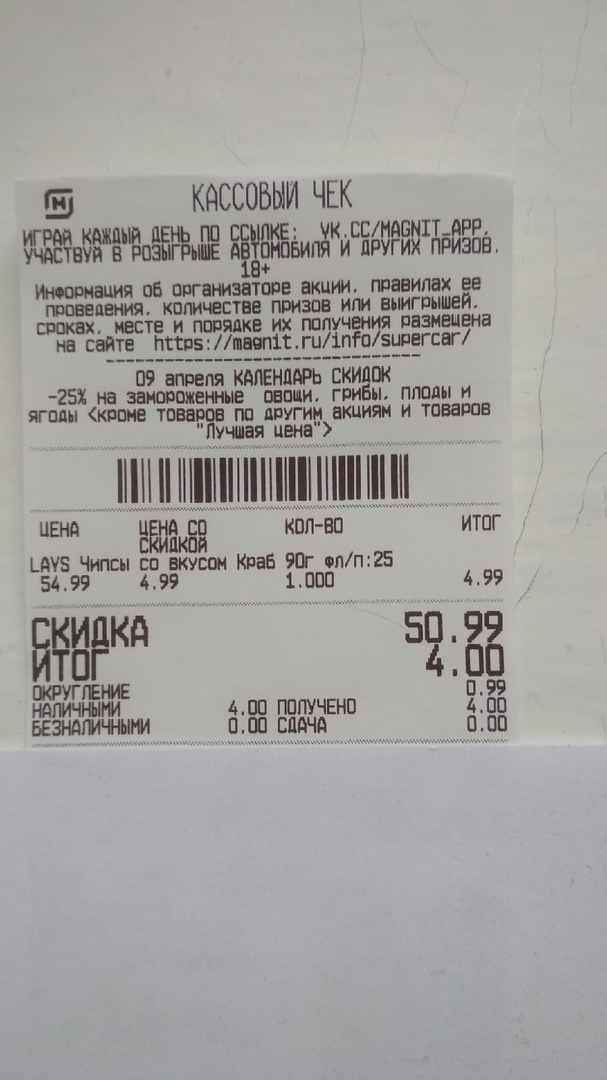 КАССОВЫЙ ЧЕК
ИГРАЙ КАЖДЫЙ ДЕНЬ ПО ССЫЛКЕ: VK.CC/MAGNIT_APP.
УЧАСТВУЙ В РОЗЫГРЫШЕ АВТОМОБИЛЯ И ДРУГИХ ПРИЗОВ.
18+
Информация об организаторе акции, правилах ее
проведения, количестве призов или выигрышей,
сроках, месте и порядке их получения размещена
на сайте https://magnit.ru/info/supercar/
09 апреля КАЛЕНДАРЬ СКИДОК
-25% на замороженные овощи, грибы, плоды и
ягоды <кроме товаров по другим акциям и товаров
"Лучшая цена">
ЦЕНА ЦЕНА СО СКИДКОЙ КОЛ-ВО ИТОГ
LAYS Чипсы со вкусом Краб 90г фл/п:25
54.99 4.99 1.000 4.99
СКИДКА 50.99
ИТОГ 4.00
ОКРУГЛЕНИЕ 0.99
НАЛИЧНЫМИ 4.00 ПОЛУЧЕНО 4.00
БЕЗНАЛИЧНЫМИ 0.00 СДАЧА 0.00